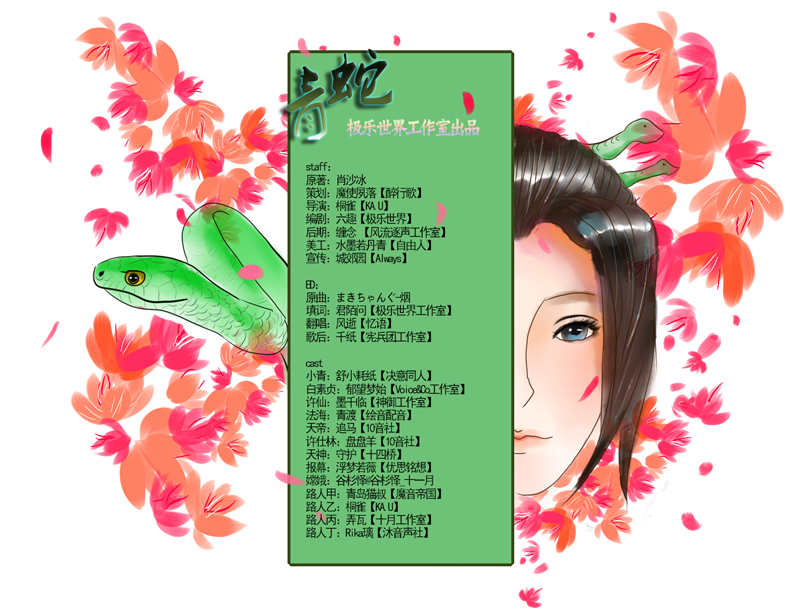 青蛇
极乐世界工作室出品
staff：
原著：肖沙冰
策划：魔使夙落【醉行歌】
导演：桐雀【KA U】
编剧：六趣【极乐世界】
后期：缠念 【风流逐声工作室】
美工：水墨若丹青【自由人】
宣传：城郊园【Always】
ED：
原曲：まきちゃんぐ-烟
填词：君陌问【极乐世界工作室】
翻唱：风逝【忆语】
歌后：千纸【宪兵团工作室】
cast
小青：舒小耗纸【决意同人】
白素贞：郁望梦始【Voice&Co工作室】
许仙：墨千临【神御工作室】
法海：青渡【绘音配音】
天帝：追马【10音社】
许仕林：盘盘羊【10音社】
天神：守护【十四桥】
报幕：浮梦若薇【优思铭想】
嫦娥：谷杉怿=谷杉怿_十一月
路人甲：青岛猫叔【魔音帝国】
路人乙：桐雀【KA U】
路人丙：弄瓦【十月工作室】
路人丁：Rika璃【沐音声社】